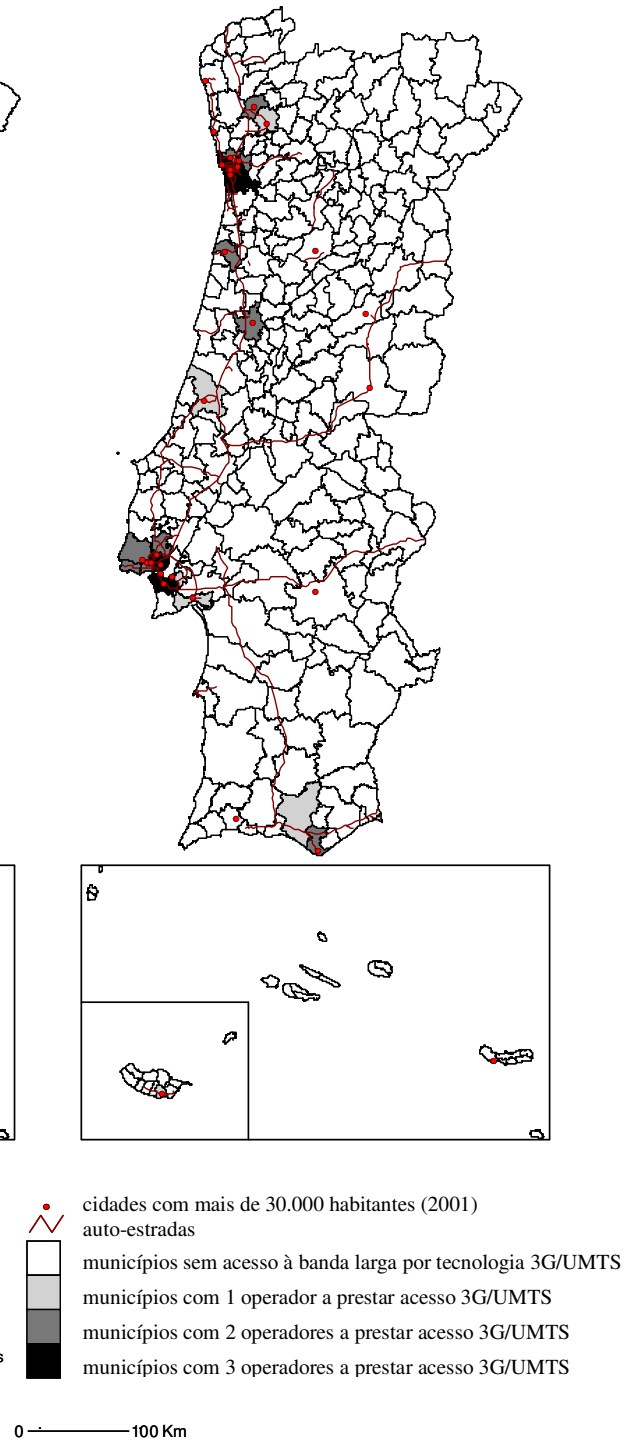 cidades com mais de 30.000 habitantes (2001)
auto-estradas
municípios sem acesso à banda larga por tecnologia 3G/UMTS
municípios com 1 operador a prestar acesso 3G/UMTS
municípios com 2 operadores a prestar acesso 3G/UMTS
s
municípios com 3 operadores a prestar acesso 3G/UMTS
0 100 Km